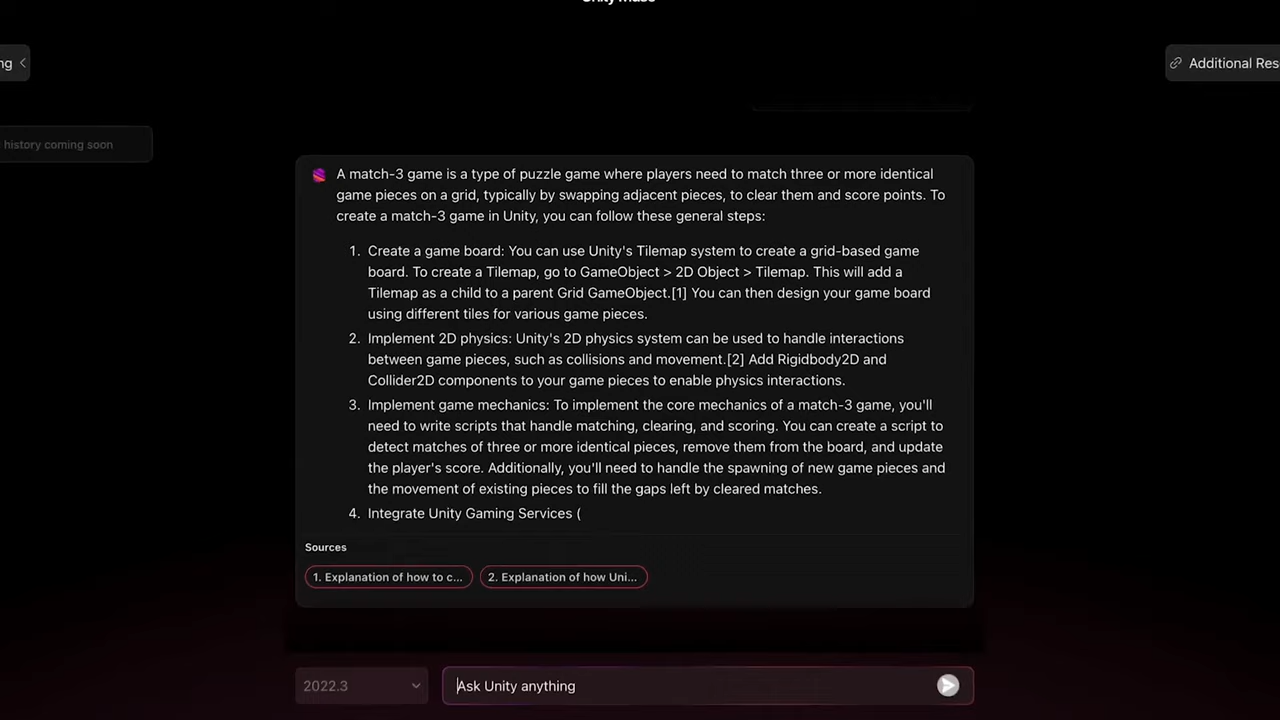 ng <
Additional Res
history coming soon
A match-3 game is a type of puzzle game where players need to match three or more identical
game pieces on a grid, typically by swapping adjacent pieces, to clear them and score points. To
create a match-3 game in Unity, you can follow these general steps:
1. Create a game board: You can use Unity's Tilemap system to create a grid-based game
board. To create a Tilemap, go to GameObject > 2D Object > Tilemap. This will add a
Tilemap as a child to a parent Grid GameObject.[1] You can then design your game board
using different tiles for various game pieces.
2. Implement 2D physics: Unity's 2D physics system can be used to handle interactions
between game pieces, such as collisions and movement.[2] Add Rigidbody2D and
Collider2D components to your game pieces to enable physics interactions.
3. Implement game mechanics: To implement the core mechanics of a match-3 game, you'll
need to write scripts that handle matching, clearing, and scoring. You can create a script to
detect matches of three or more identical pieces, remove them from the board, and update
the player's score. Additionally, you'll need to handle the spawning of new game pieces and
the movement of existing pieces to fill the gaps left by cleared matches.
4. Integrate Unity Gaming Services (
Sources
1. Explanation of how to c...
2. Explanation of how Uni...
2022.3
Ask Unity anything